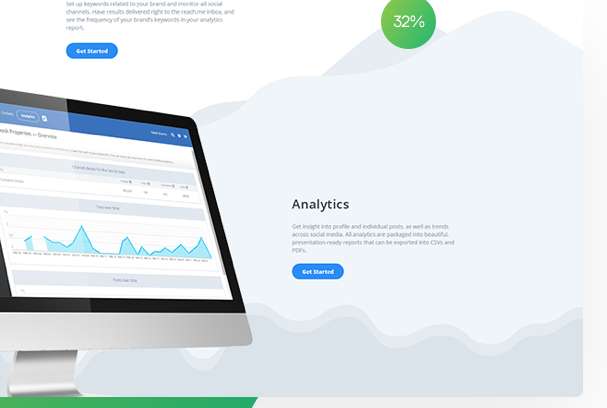 Set up keywords related to your brand and monitor all social
channels. Have results delivered right to the reach.me inbox, and
see the frequency of your brand's keywords in your analytics
report.
32%
Get Started
Insights
Analytics
Get insight into profile and individual posts, as well as trends
across social media. All analytics are packaged into beautiful,
presentation-ready reports that can be exported into CSVs and
PDFs.
Get Started